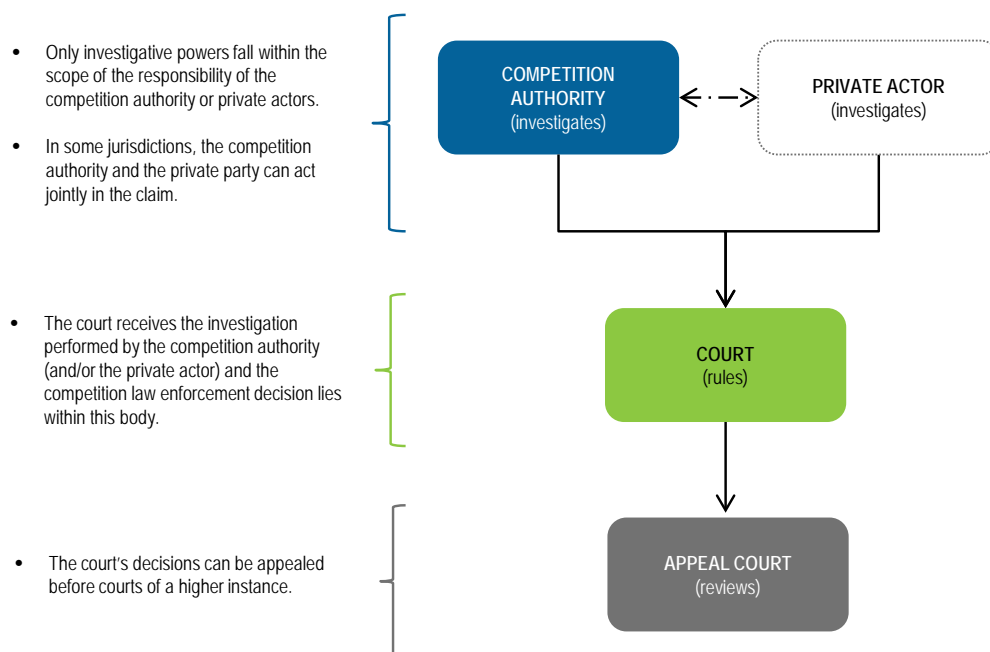 • Only investigative powers fall within the
scope of the responsibility of the
competition authority or private actors.
• In some jurisdictions, the competition
authority and the private party can act
jointly in the claim.
COMPETITION
AUTHORITY
(investigates)
PRIVATE ACTOR
(investigates)
• The court receives the investigation
performed by the competition authority
(and/or the private actor) and the
competition law enforcement decision lies
within this body.
COURT
(rules)
• The court’s decisions can be appealed
before courts of a higher instance.
APPEAL COURT
(reviews)